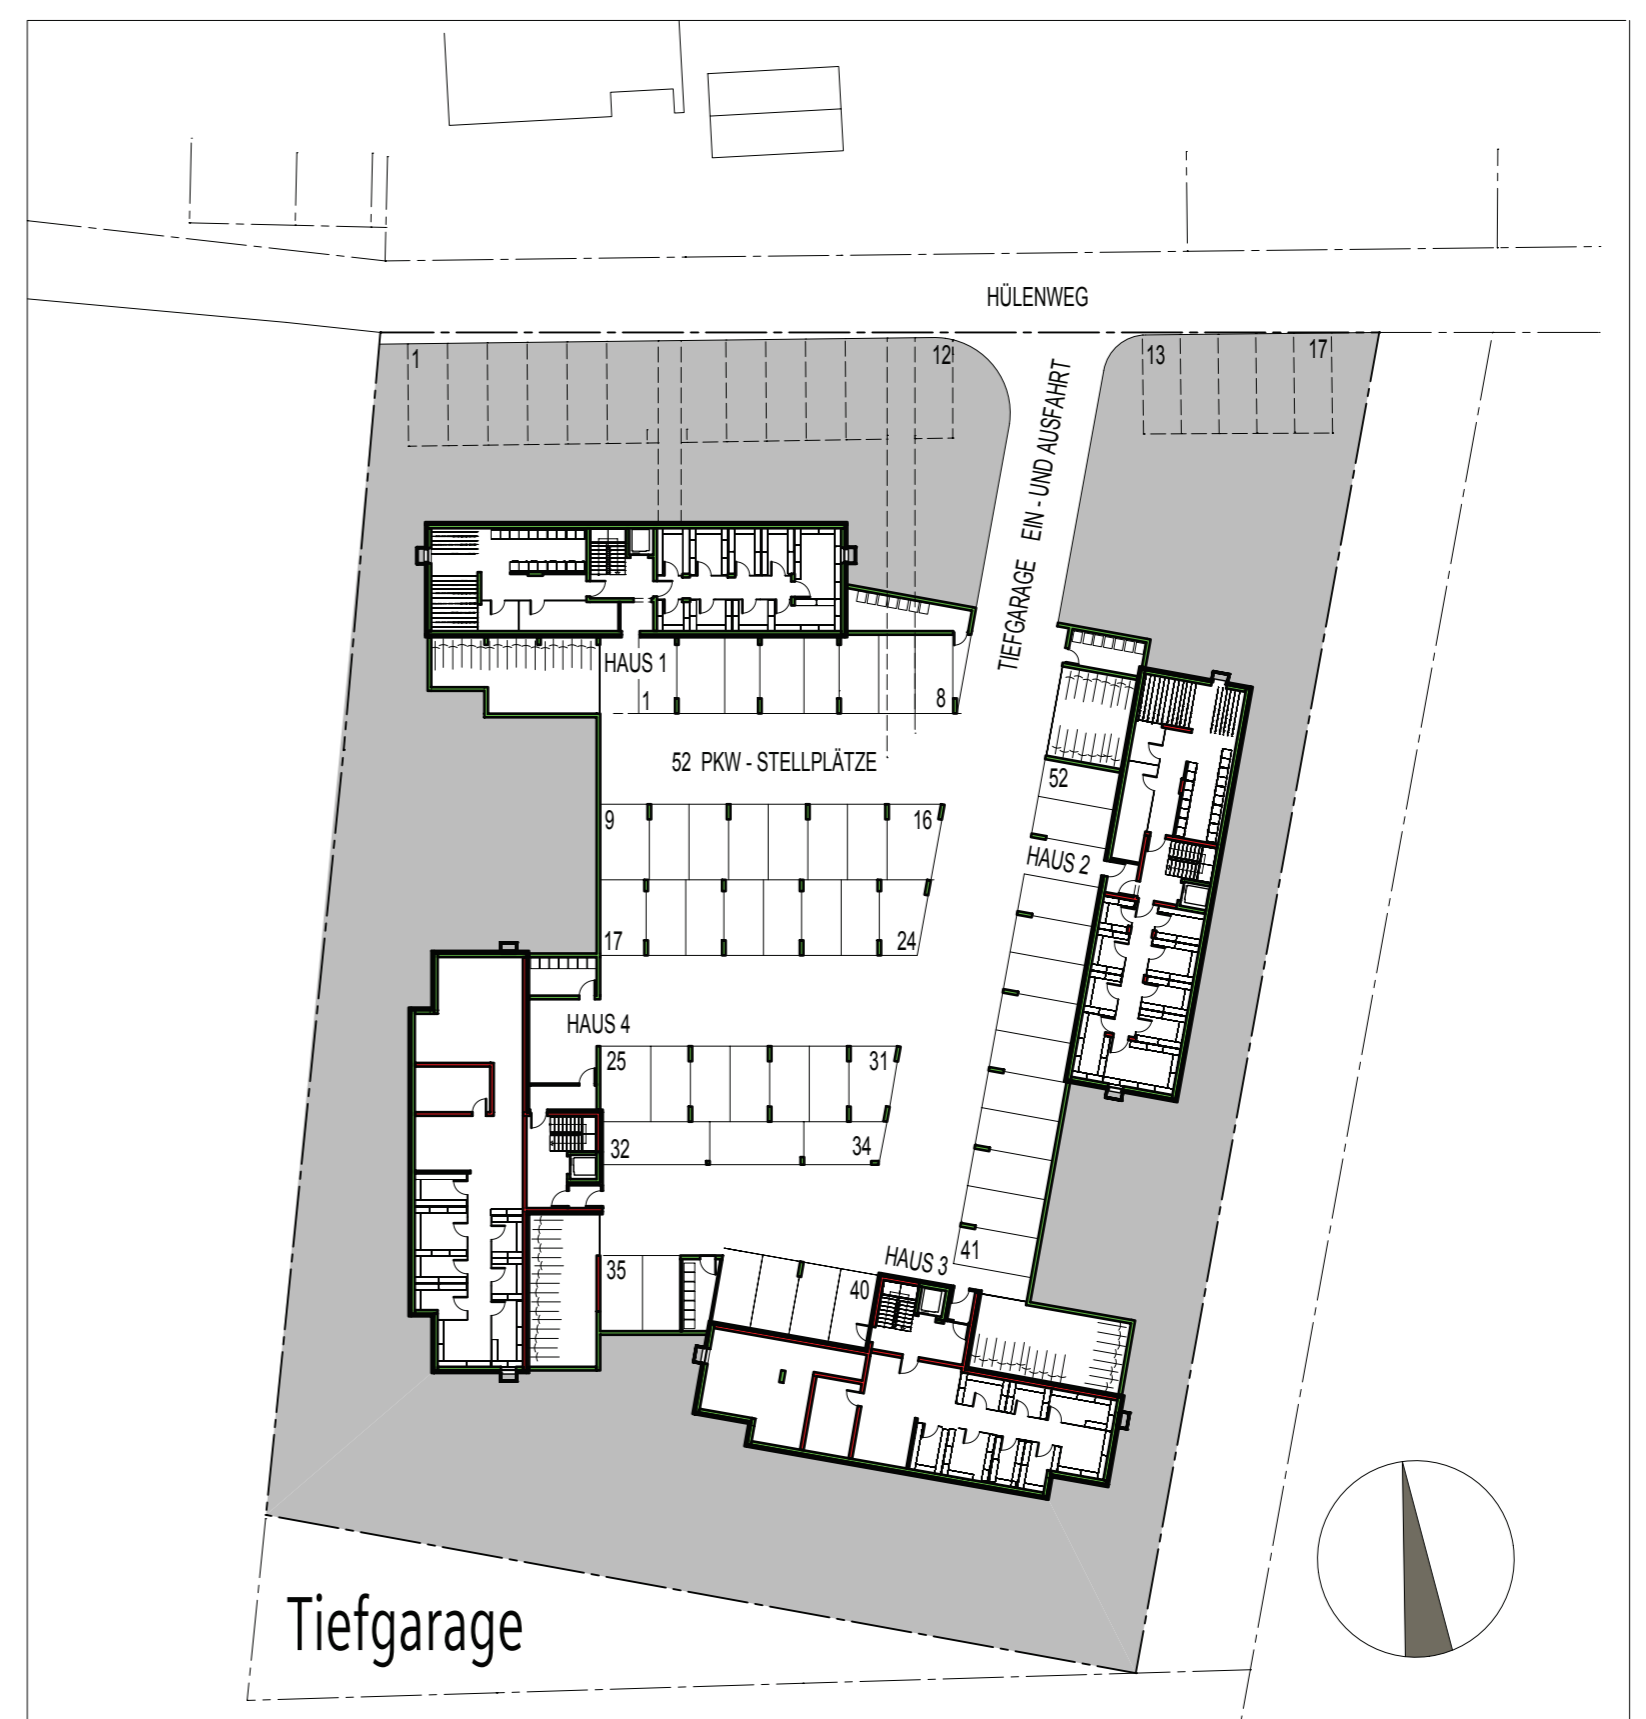 HÜLENWEG
1
12
13
17
TIEFGARAGE EIN - UND AUSFAHRT
HAUS 1
1
8
52 PKW - STELLPLÄTZE
52
9
16
HAUS 2
17
24
HAUS 4
25
31
32
34
HAUS 3
41
35
40
Tiefgarage